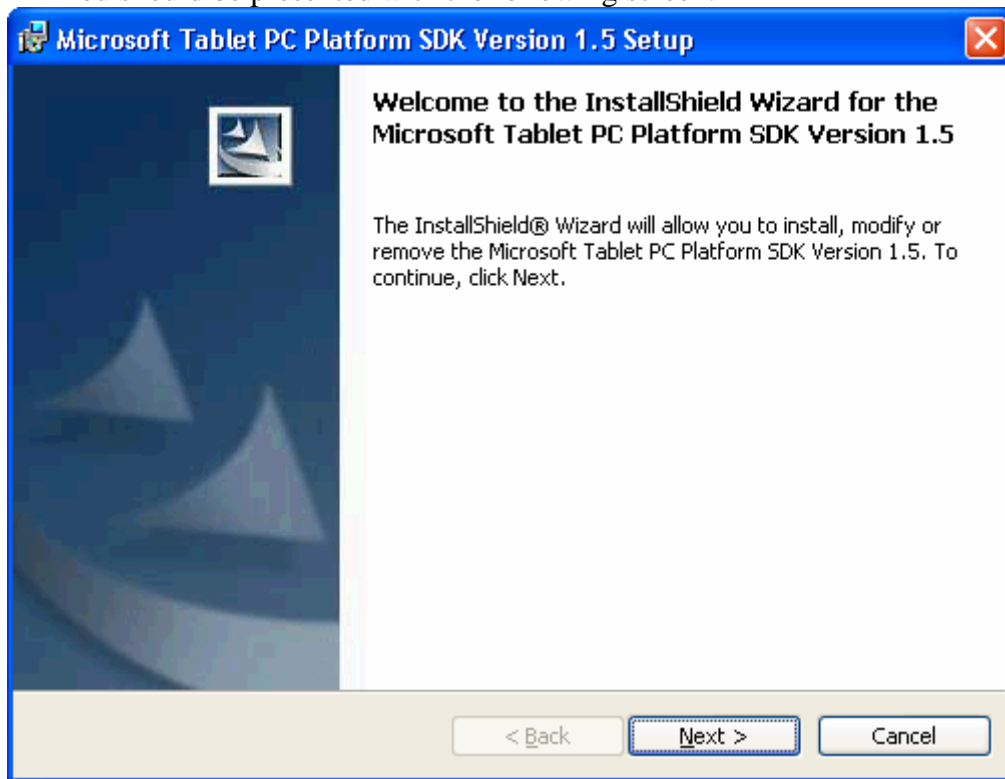 Microsoft Tablet PC Platform SDK Version 1.5 Setup
Welcome to the InstallShield Wizard for the
Microsoft Tablet PC Platform SDK Version 1.5
The InstallShield® Wizard will allow you to install, modify or
remove the Microsoft Tablet PC Platform SDK Version 1.5. To
continue, click Next.
< Back
Next >
Cancel